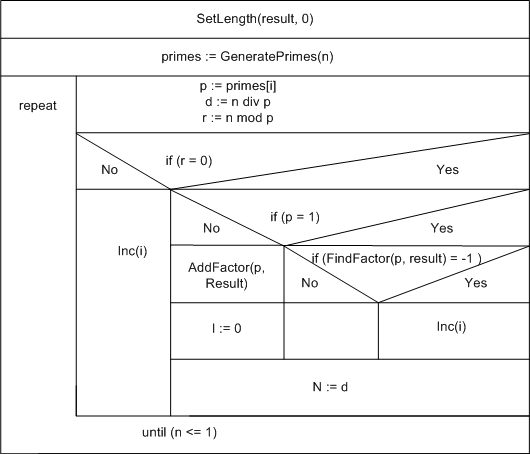 SetLength(result, 0)
primes := GeneratePrimes(n)
repeat
p := primes[i]
d := n div p
r := n mod p
if (r = 0)
No
Yes
Inc(i)
if (p = 1)
No
Yes
AddFactor(p,
Result)
if (FindFactor(p, result) = -1 )
No
Yes
I := 0
Inc(i)
N := d
until (n <= 1)